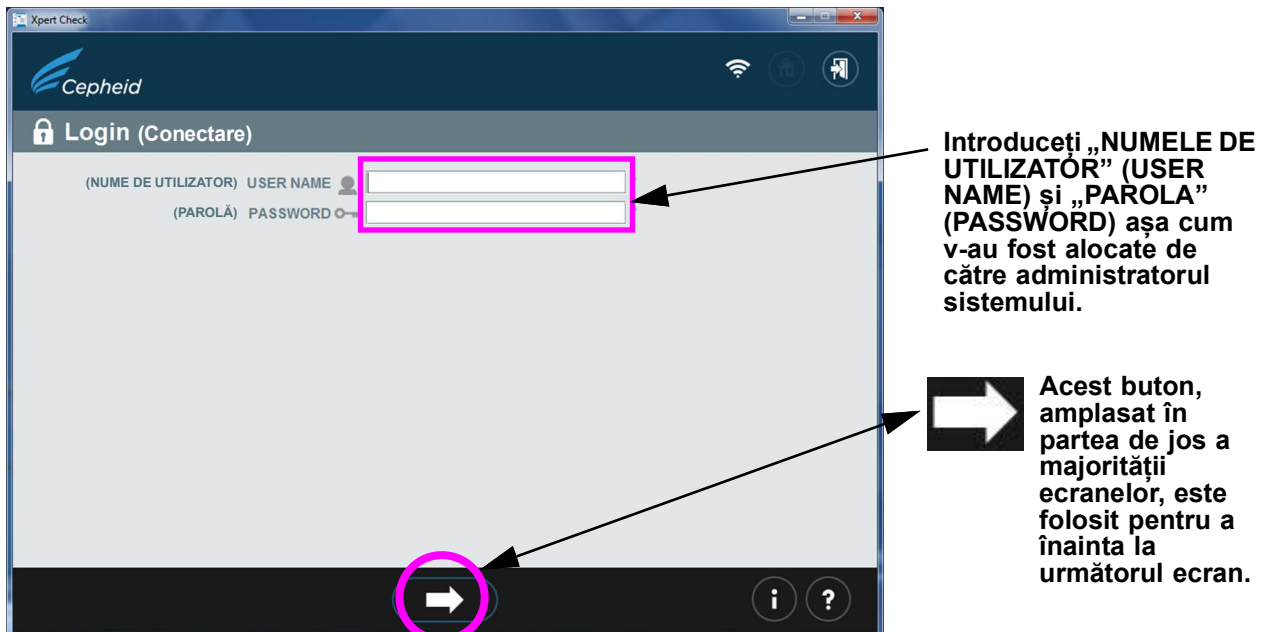 Xpert Check
Cepheid
Login (Conectare)
(NUME DE UTILIZATOR) USER NAME
(PAROLĂ) PASSWORD
Introduceți „NUMELE DE
UTILIZATOR” (USER
NAME) și „PAROLA”
(PASSWORD) așa cum
v-au fost alocate de
către administratorul
sistemului.
Acest buton,
amplasat în
partea de jos a
majorității
ecranelor, este
folosit pentru a
înainta la
următorul ecran.
i ?